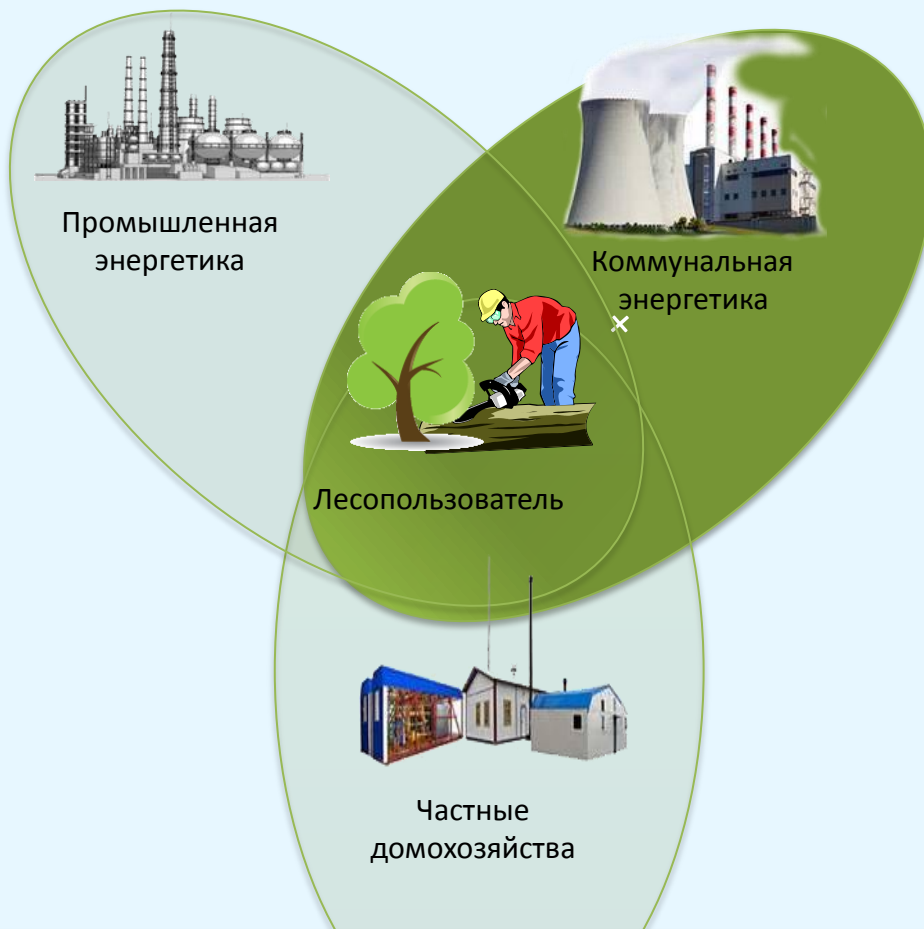 Промышленная
энергетика
Коммунальная
энергетика
Лесопользователь
Частные
домохозяйства